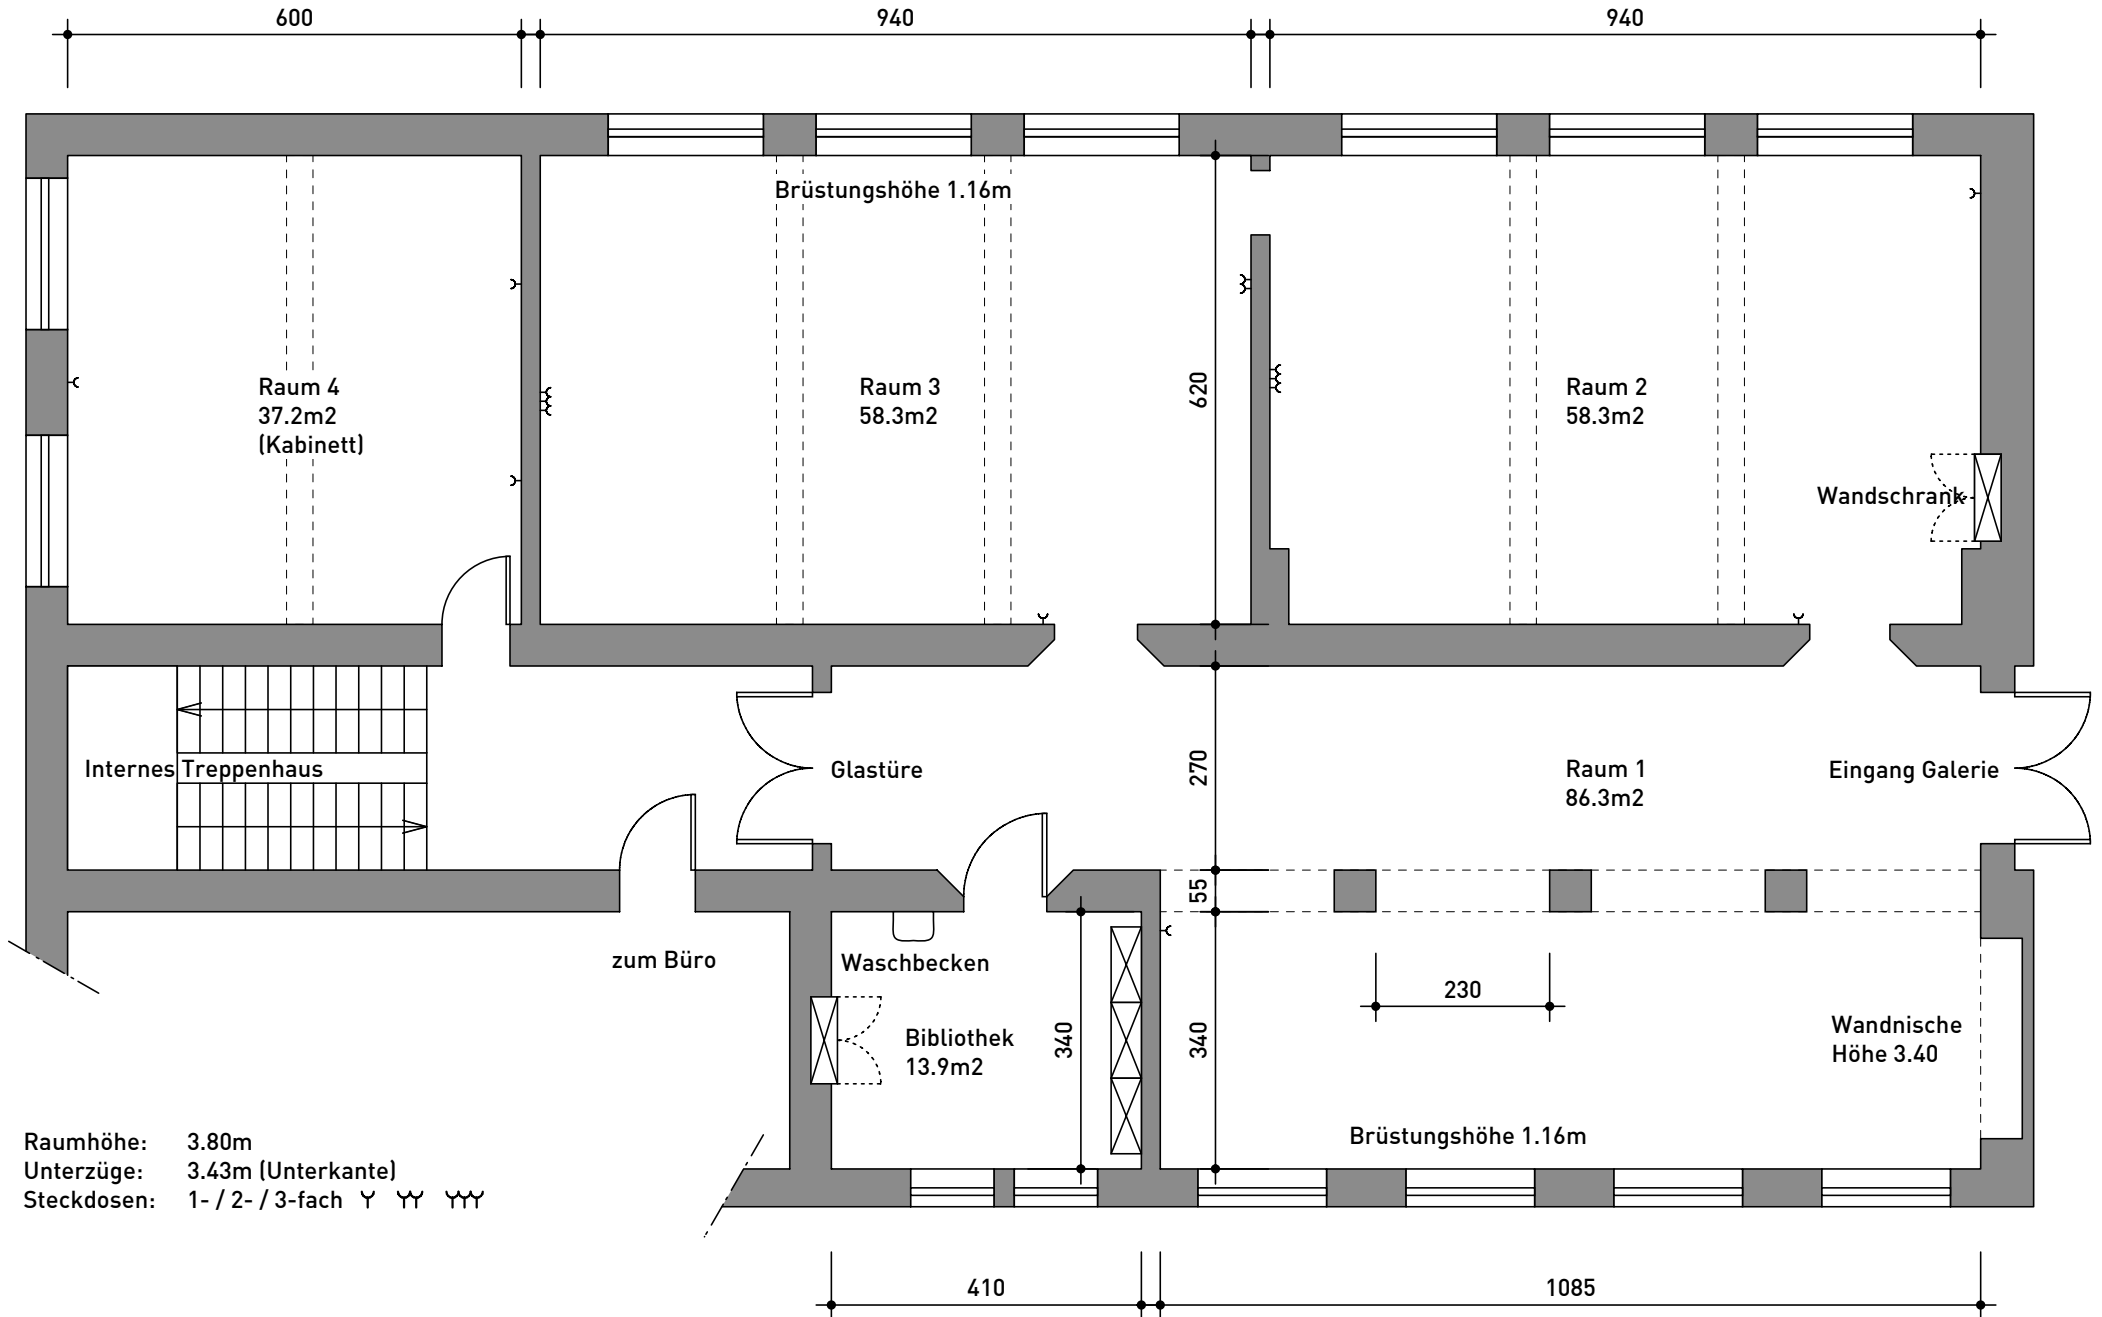 600
940
940
Brüstungshöhe 1.16m
Raum 4
37.2m2
(Kabinett)
Raum 3
58.3m2
620
Raum 2
58.3m2
Wandschrank
Internes Treppenhaus
Glastüre
270
Raum 1
86.3m2
Eingang Galerie
55
zum Büro
Waschbecken
230
Bibliothek
13.9m2
340
340
Wandnische
Höhe 3.40
Brüstungshöhe 1.16m
Raumhöhe: 3.80m
Unterzüge: 3.43m (Unterkante)
Steckdosen: 1- / 2- / 3-fach
410
1085